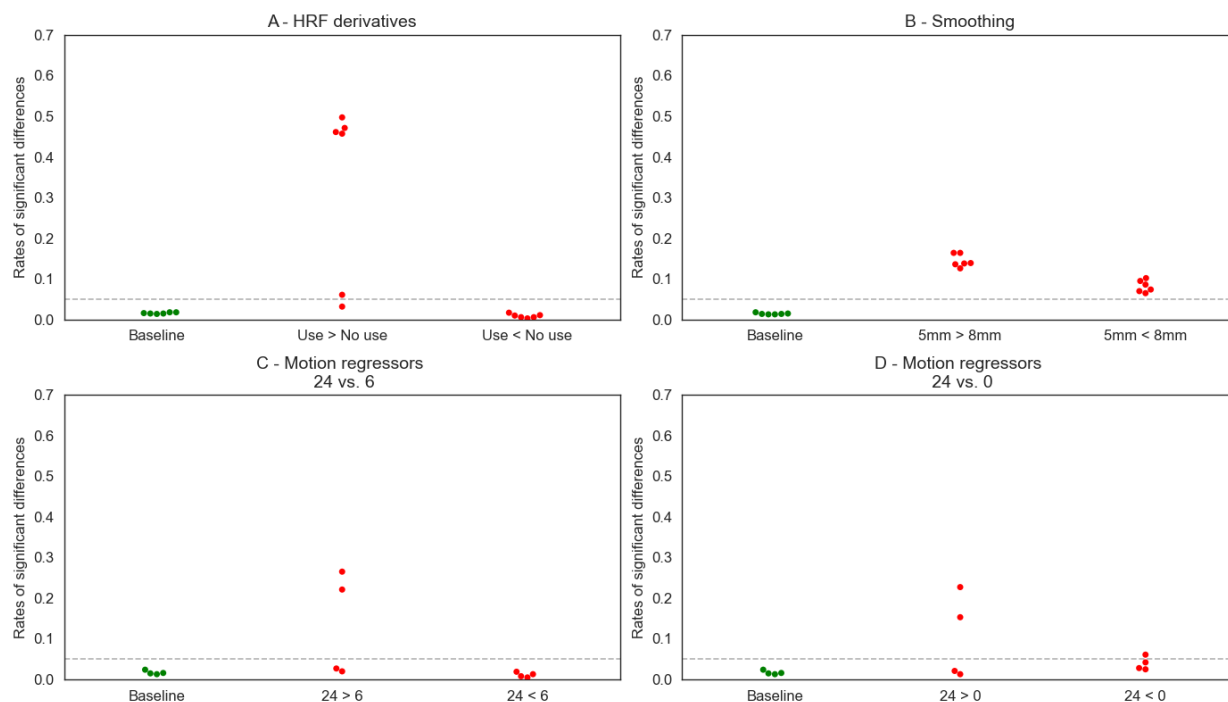 A - HRF derivatives
0.7
0.6
0.5
0.4
0.3
0.2
0.1
0.0
Rates of significant differences
Baseline
Use > No use
Use < No use
B - Smoothing
0.7
0.6
0.5
0.4
0.3
0.2
0.1
0.0
Rates of significant differences
Baseline
5mm > 8mm
5mm < 8mm
C - Motion regressors
24 vs. 6
0.7
0.6
0.5
0.4
0.3
0.2
0.1
0.0
Rates of significant differences
Baseline
24 > 6
24 < 6
D - Motion regressors
24 vs. 0
0.7
0.6
0.5
0.4
0.3
0.2
0.1
0.0
Rates of significant differences
Baseline
24 > 0
24 < 0